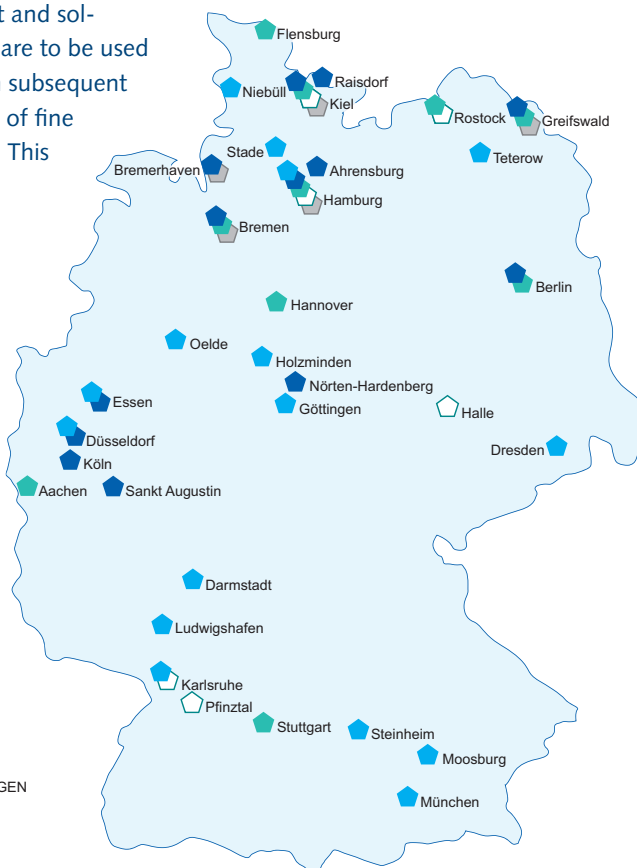 t and sol-
are to be used
subsequent
of fine
This
Flensburg
Niebüll
Raisdorf
Kiel
Rostock
Greifswald
Stade
Teterow
Bremerhaven
Ahrensburg
Hamburg
Bremen
Berlin
Hannover
Oelde
Holzminden
Nörten-Hardenberg
Essen
Göttingen
Halle
Düsseldorf
Dresden
Köln
Aachen
Sankt Augustin
Darmstadt
Ludwigshafen
Karlsruhe
Pfinztal
Stuttgart
Steinheim
Moosburg
GEN
München